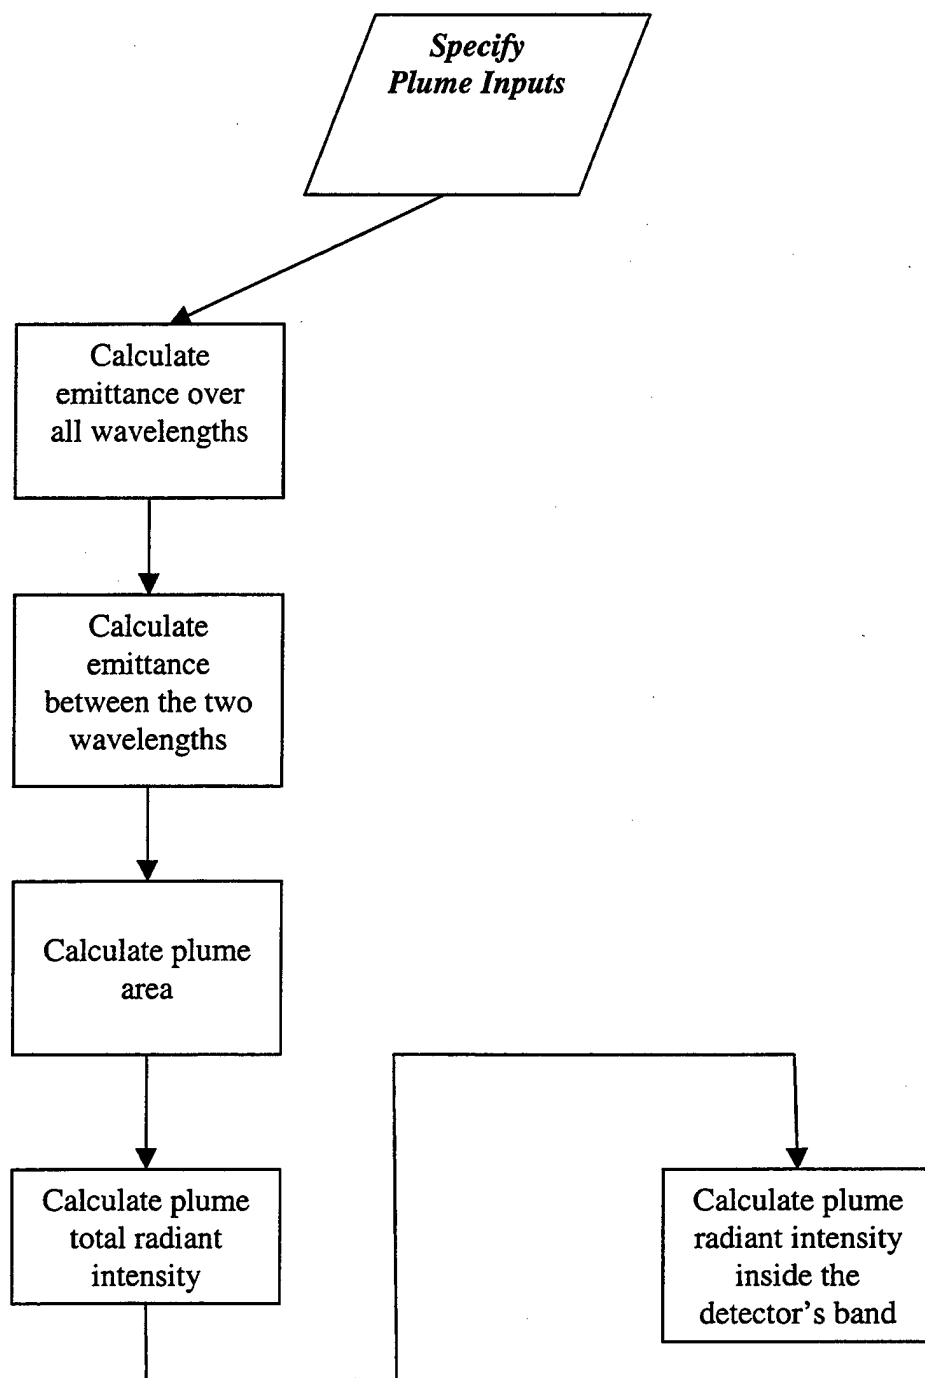 Specify
Plume Inputs
Calculate
emittance over
all wavelengths
Calculate
emittance
between the two
wavelengths
Calculate plume
area
Calculate plume
total radiant
intensity
Calculate plume
radiant intensity
inside the
detector's band